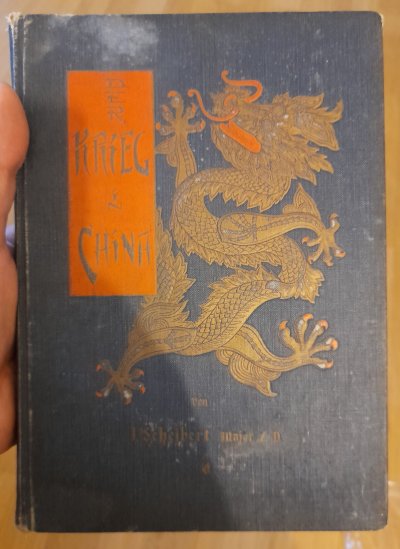 DER
KRIEG
i.
CHINA
von
J. Scheibert Major z. D.